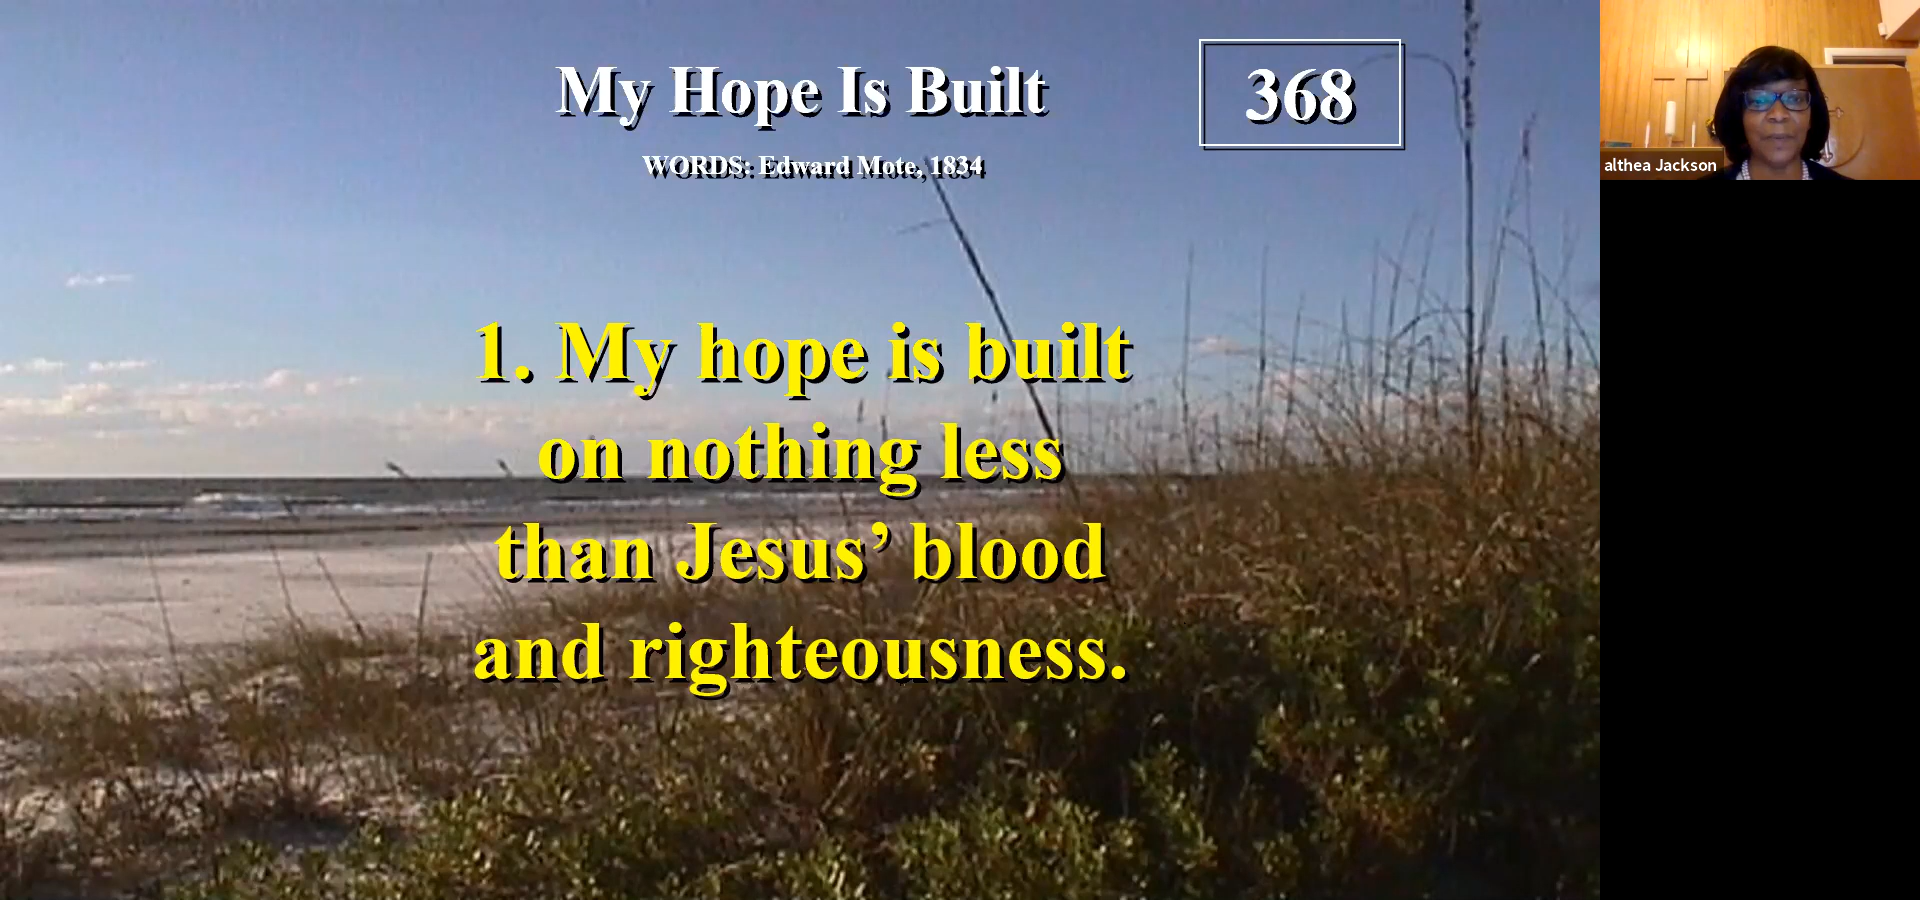 My Hope Is Built
368
WORDS: Edward Mote, 1834
1. My hope is built
on nothing less
than Jesus’ blood
and righteousness.
althea Jackson